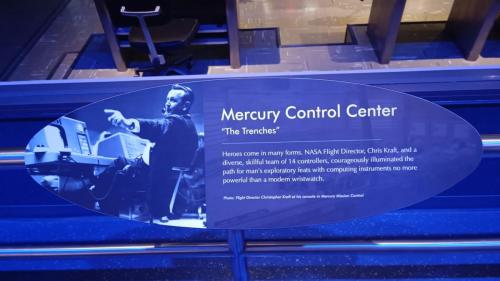 Mercury Control Center
"The Trenches"
Heroes come in many forms. NASA Flight Director, Chris Kraft, and a
diverse, skillful team of 14 controllers, courageously illuminated the
path for man's exploratory feats with computing instruments no more
powerful than a modern wristwatch.
Photo: Flight Director Christopher Kraft at his console in Mercury Mission Control